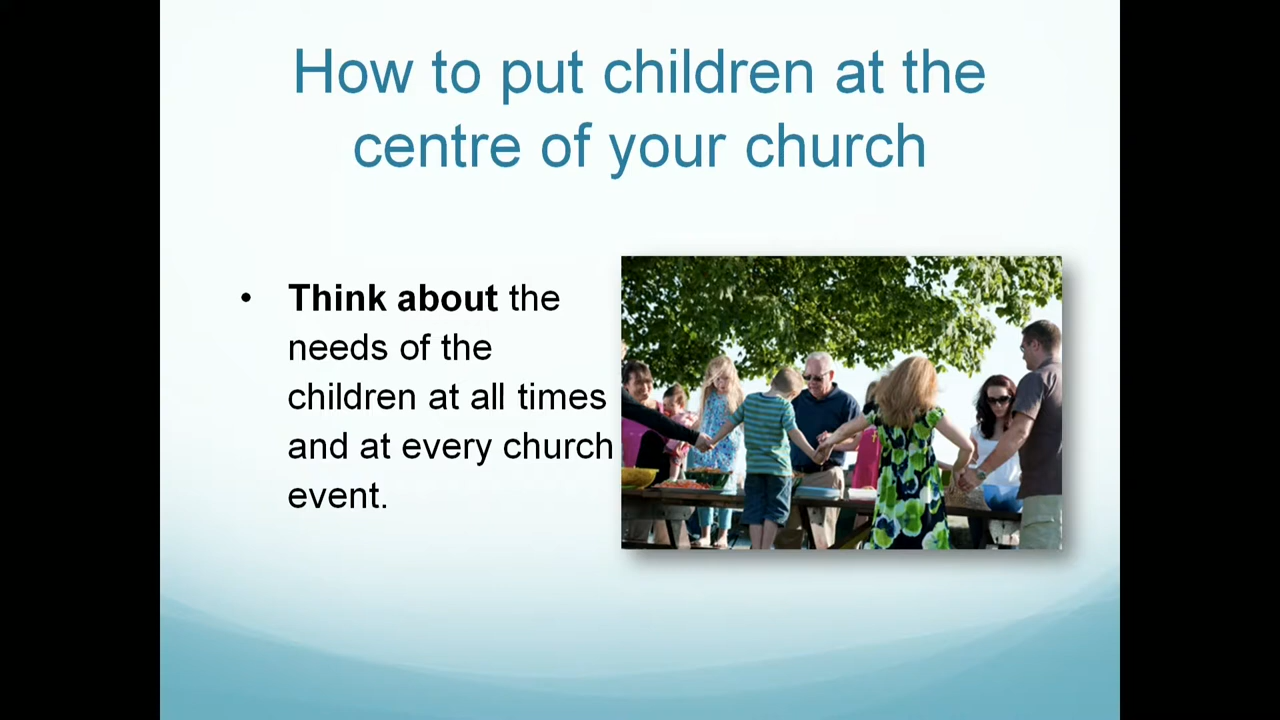 How to put children at the
centre of your church
• Think about the
needs of the
children at all times
and at every church
event.